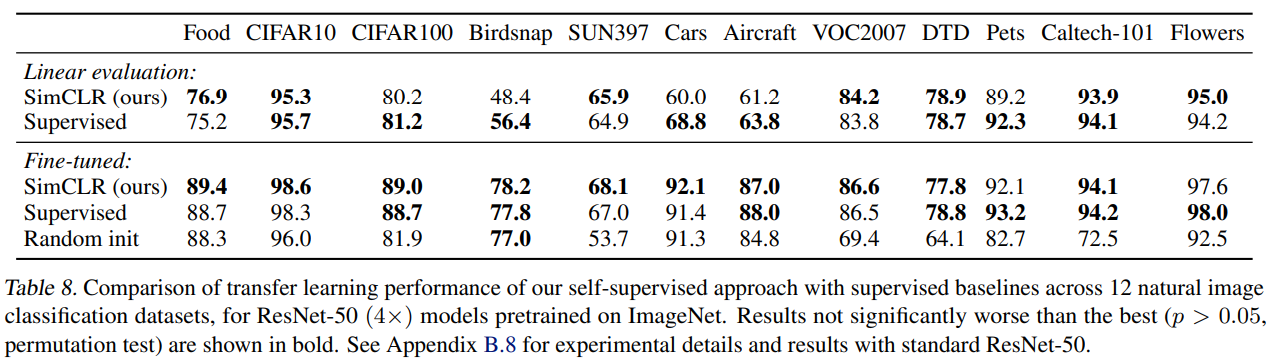 Food CIFAR10 CIFAR100 Birdsnap SUN397 Cars Aircraft VOC2007 DTD Pets Caltech-101 Flowers
Linear evaluation:
SimCLR (ours) 76.9 95.3 80.2 48.4 65.9 60.0 61.2 84.2 78.9 89.2 93.9 95.0
Supervised 75.2 95.7 81.2 56.4 64.9 68.8 63.8 83.8 78.7 92.3 94.1 94.2
Fine-tuned:
SimCLR (ours) 89.4 98.6 89.0 78.2 68.1 92.1 87.0 86.6 77.8 92.1 94.1 97.6
Supervised 88.7 98.3 88.7 77.8 67.0 91.4 88.0 86.5 78.8 93.2 94.2 98.0
Random init 88.3 96.0 81.9 77.0 53.7 91.3 84.8 69.4 64.1 82.7 72.5 92.5
Table 8. Comparison of transfer learning performance of our self-supervised approach with supervised baselines across 12 natural image
classification datasets, for ResNet-50 (4×) models pretrained on ImageNet. Results not significantly worse than the best (p > 0.05,
permutation test) are shown in bold. See Appendix B.8 for experimental details and results with standard ResNet-50.